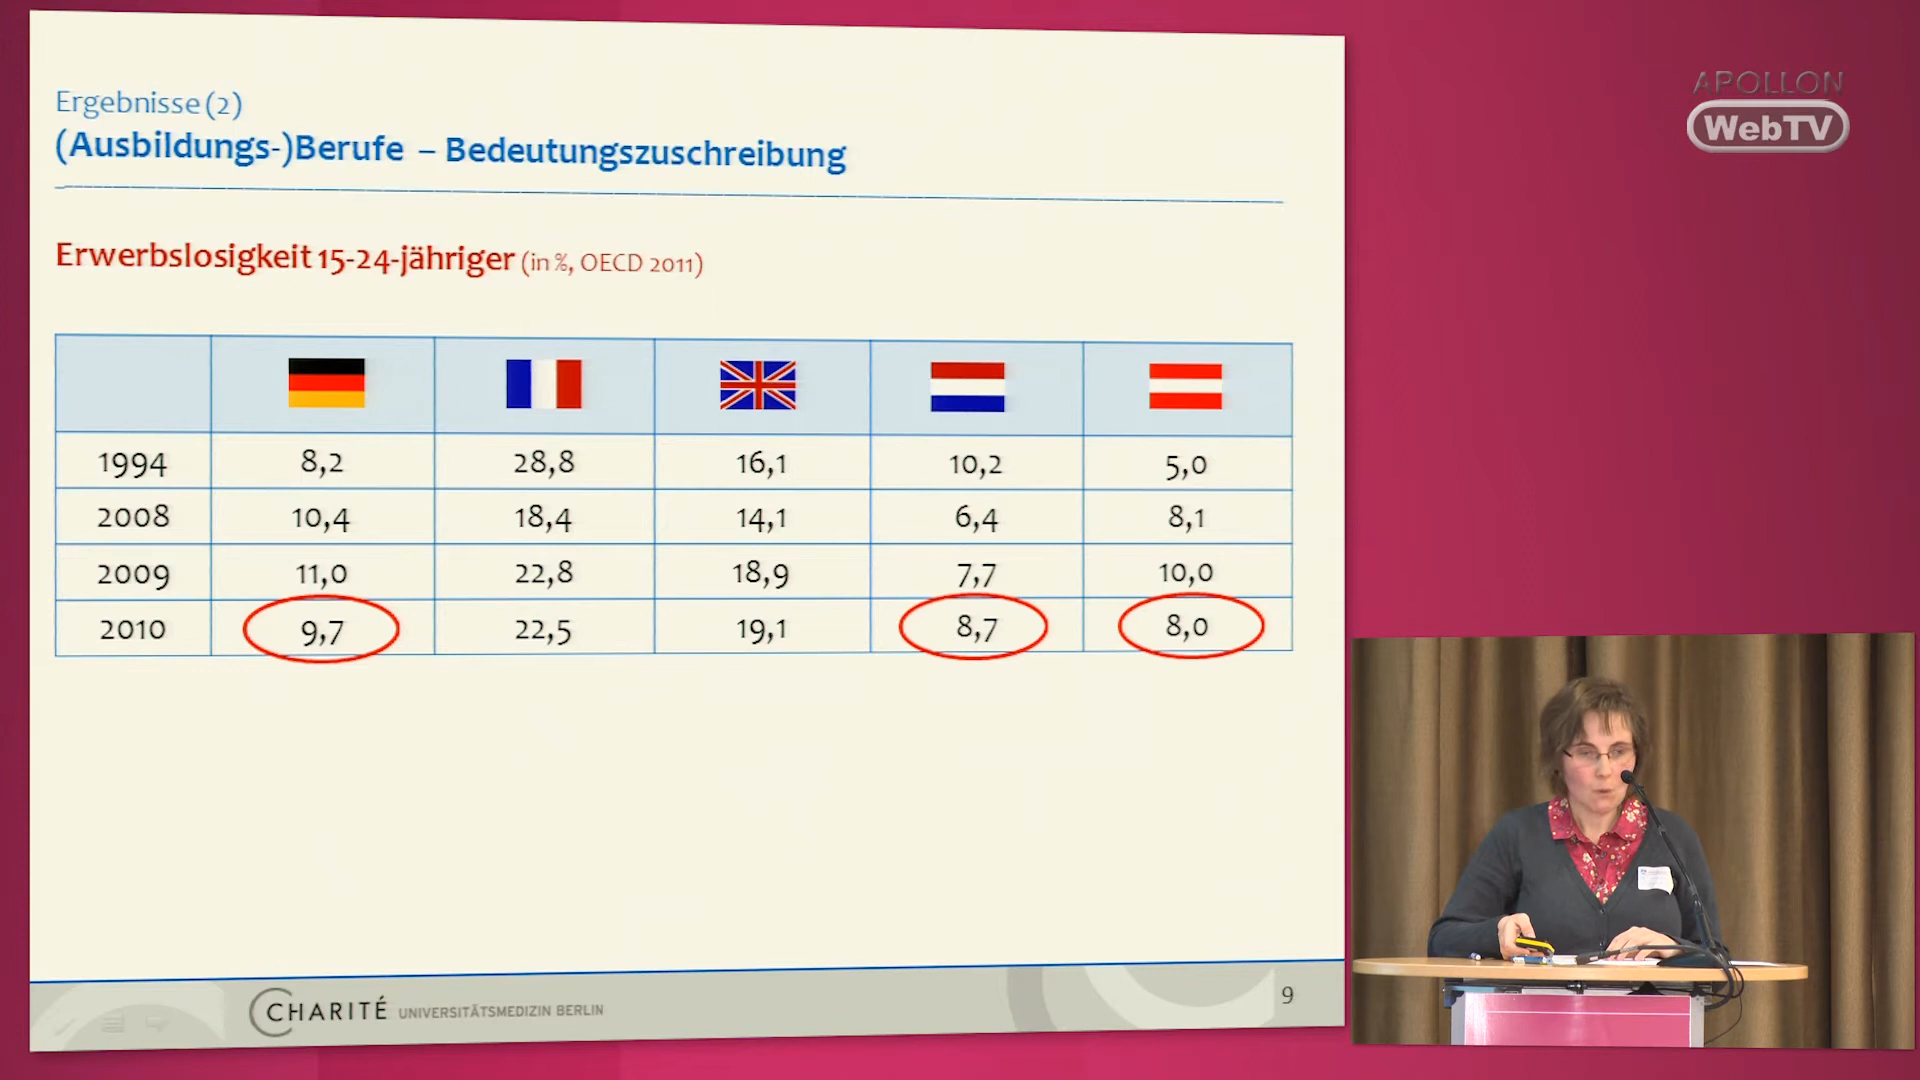 Ergebnisse (2)
(Ausbildungs-)Berufe – Bedeutungszuschreibung
Erwerbslosigkeit 15-24-jähriger (in %, OECD 2011)
1994 8,2 28,8 16,1 10,2 5,0
2008 10,4 18,4 14,1 6,4 8,1
2009 11,0 22,8 18,9 7,7 10,0
2010 9,7 22,5 19,1 8,7 8,0
CHARITÉ UNIVERSITÄTSMEDIZIN BERLIN
9
APOLLON
WebTV